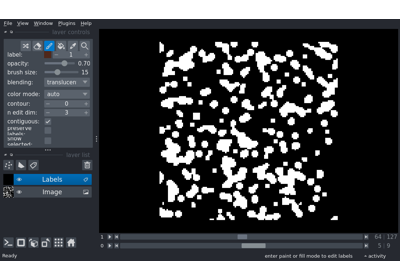 File View Window Plugins Help
layer controls
label: 1
opacity: 0.70
brush size: 15
blending: translucen
color mode: auto
contour: 0
n edit dim: 3
contiguous:
preserve labels:
show selected:
layer list
Labels
Image
1 64 127
0 5 9
Ready enter paint or fill mode to edit labels activity